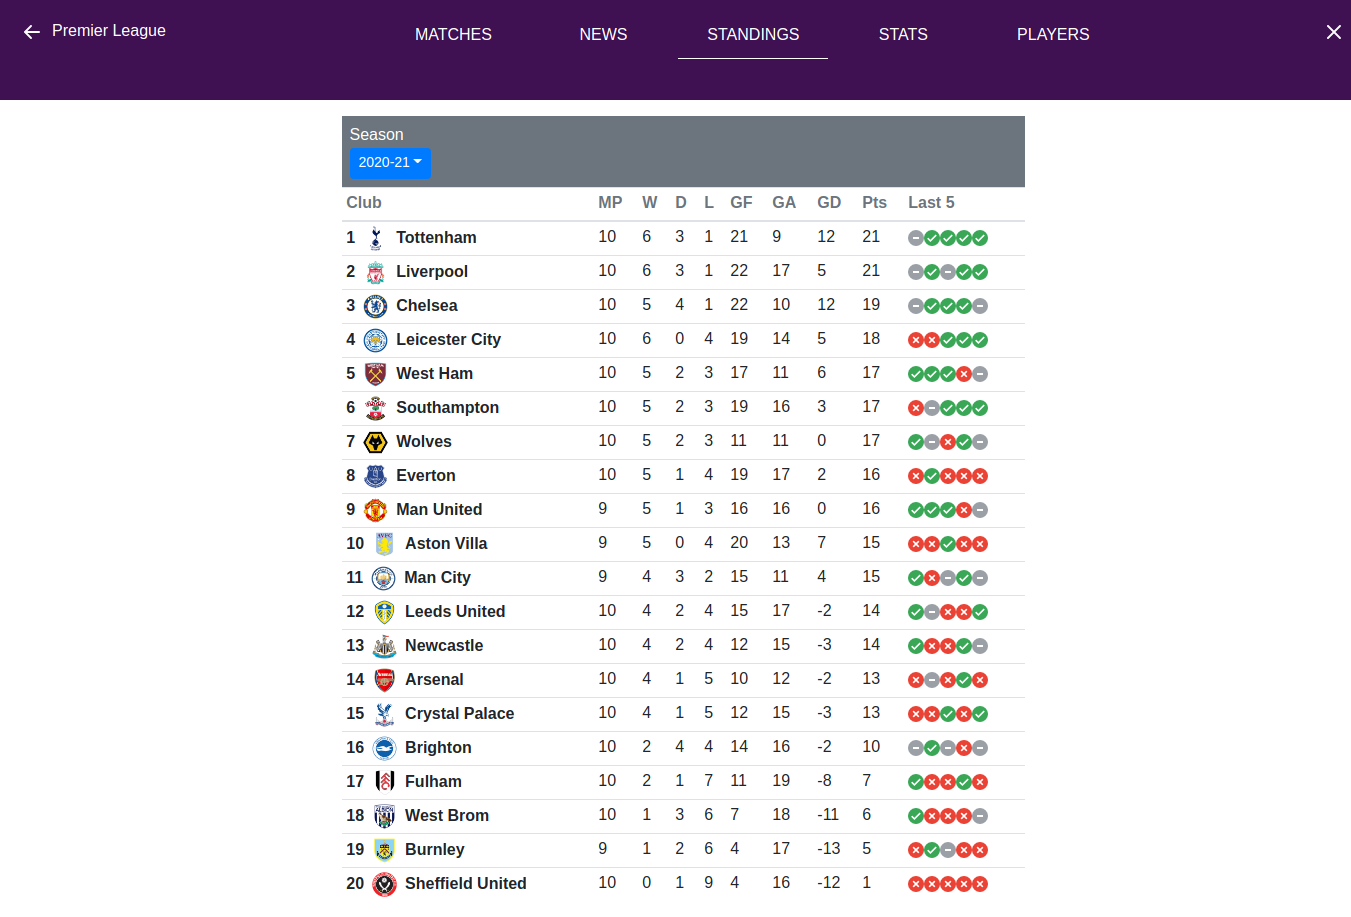 Premier League
MATCHES NEWS STANDINGS STATS PLAYERS
Season
2020-21
Club MP W D L GF GA GD Pts Last 5
1 Tottenham 10 6 3 1 21 9 12 21
2 Liverpool 10 6 3 1 22 17 5 21
3 Chelsea 10 5 4 1 22 10 12 19
4 Leicester City 10 6 0 4 19 14 5 18
5 West Ham 10 5 2 3 17 11 6 17
6 Southampton 10 5 2 3 19 16 3 17
7 Wolves 10 5 2 3 11 11 0 17
8 Everton 10 5 1 4 19 17 2 16
9 Man United 9 5 1 3 16 16 0 16
10 Aston Villa 9 5 0 4 20 13 7 15
11 Man City 9 4 3 2 15 11 4 15
12 Leeds United 10 4 2 4 15 17 -2 14
13 Newcastle 10 4 2 4 12 15 -3 14
14 Arsenal 10 4 1 5 10 12 -2 13
15 Crystal Palace 10 4 1 5 12 15 -3 13
16 Brighton 10 2 4 4 14 16 -2 10
17 Fulham 10 2 1 7 11 19 -8 7
18 West Brom 10 1 3 6 7 18 -11 6
19 Burnley 9 1 2 6 4 17 -13 5
20 Sheffield United 10 0 1 9 4 16 -12 1